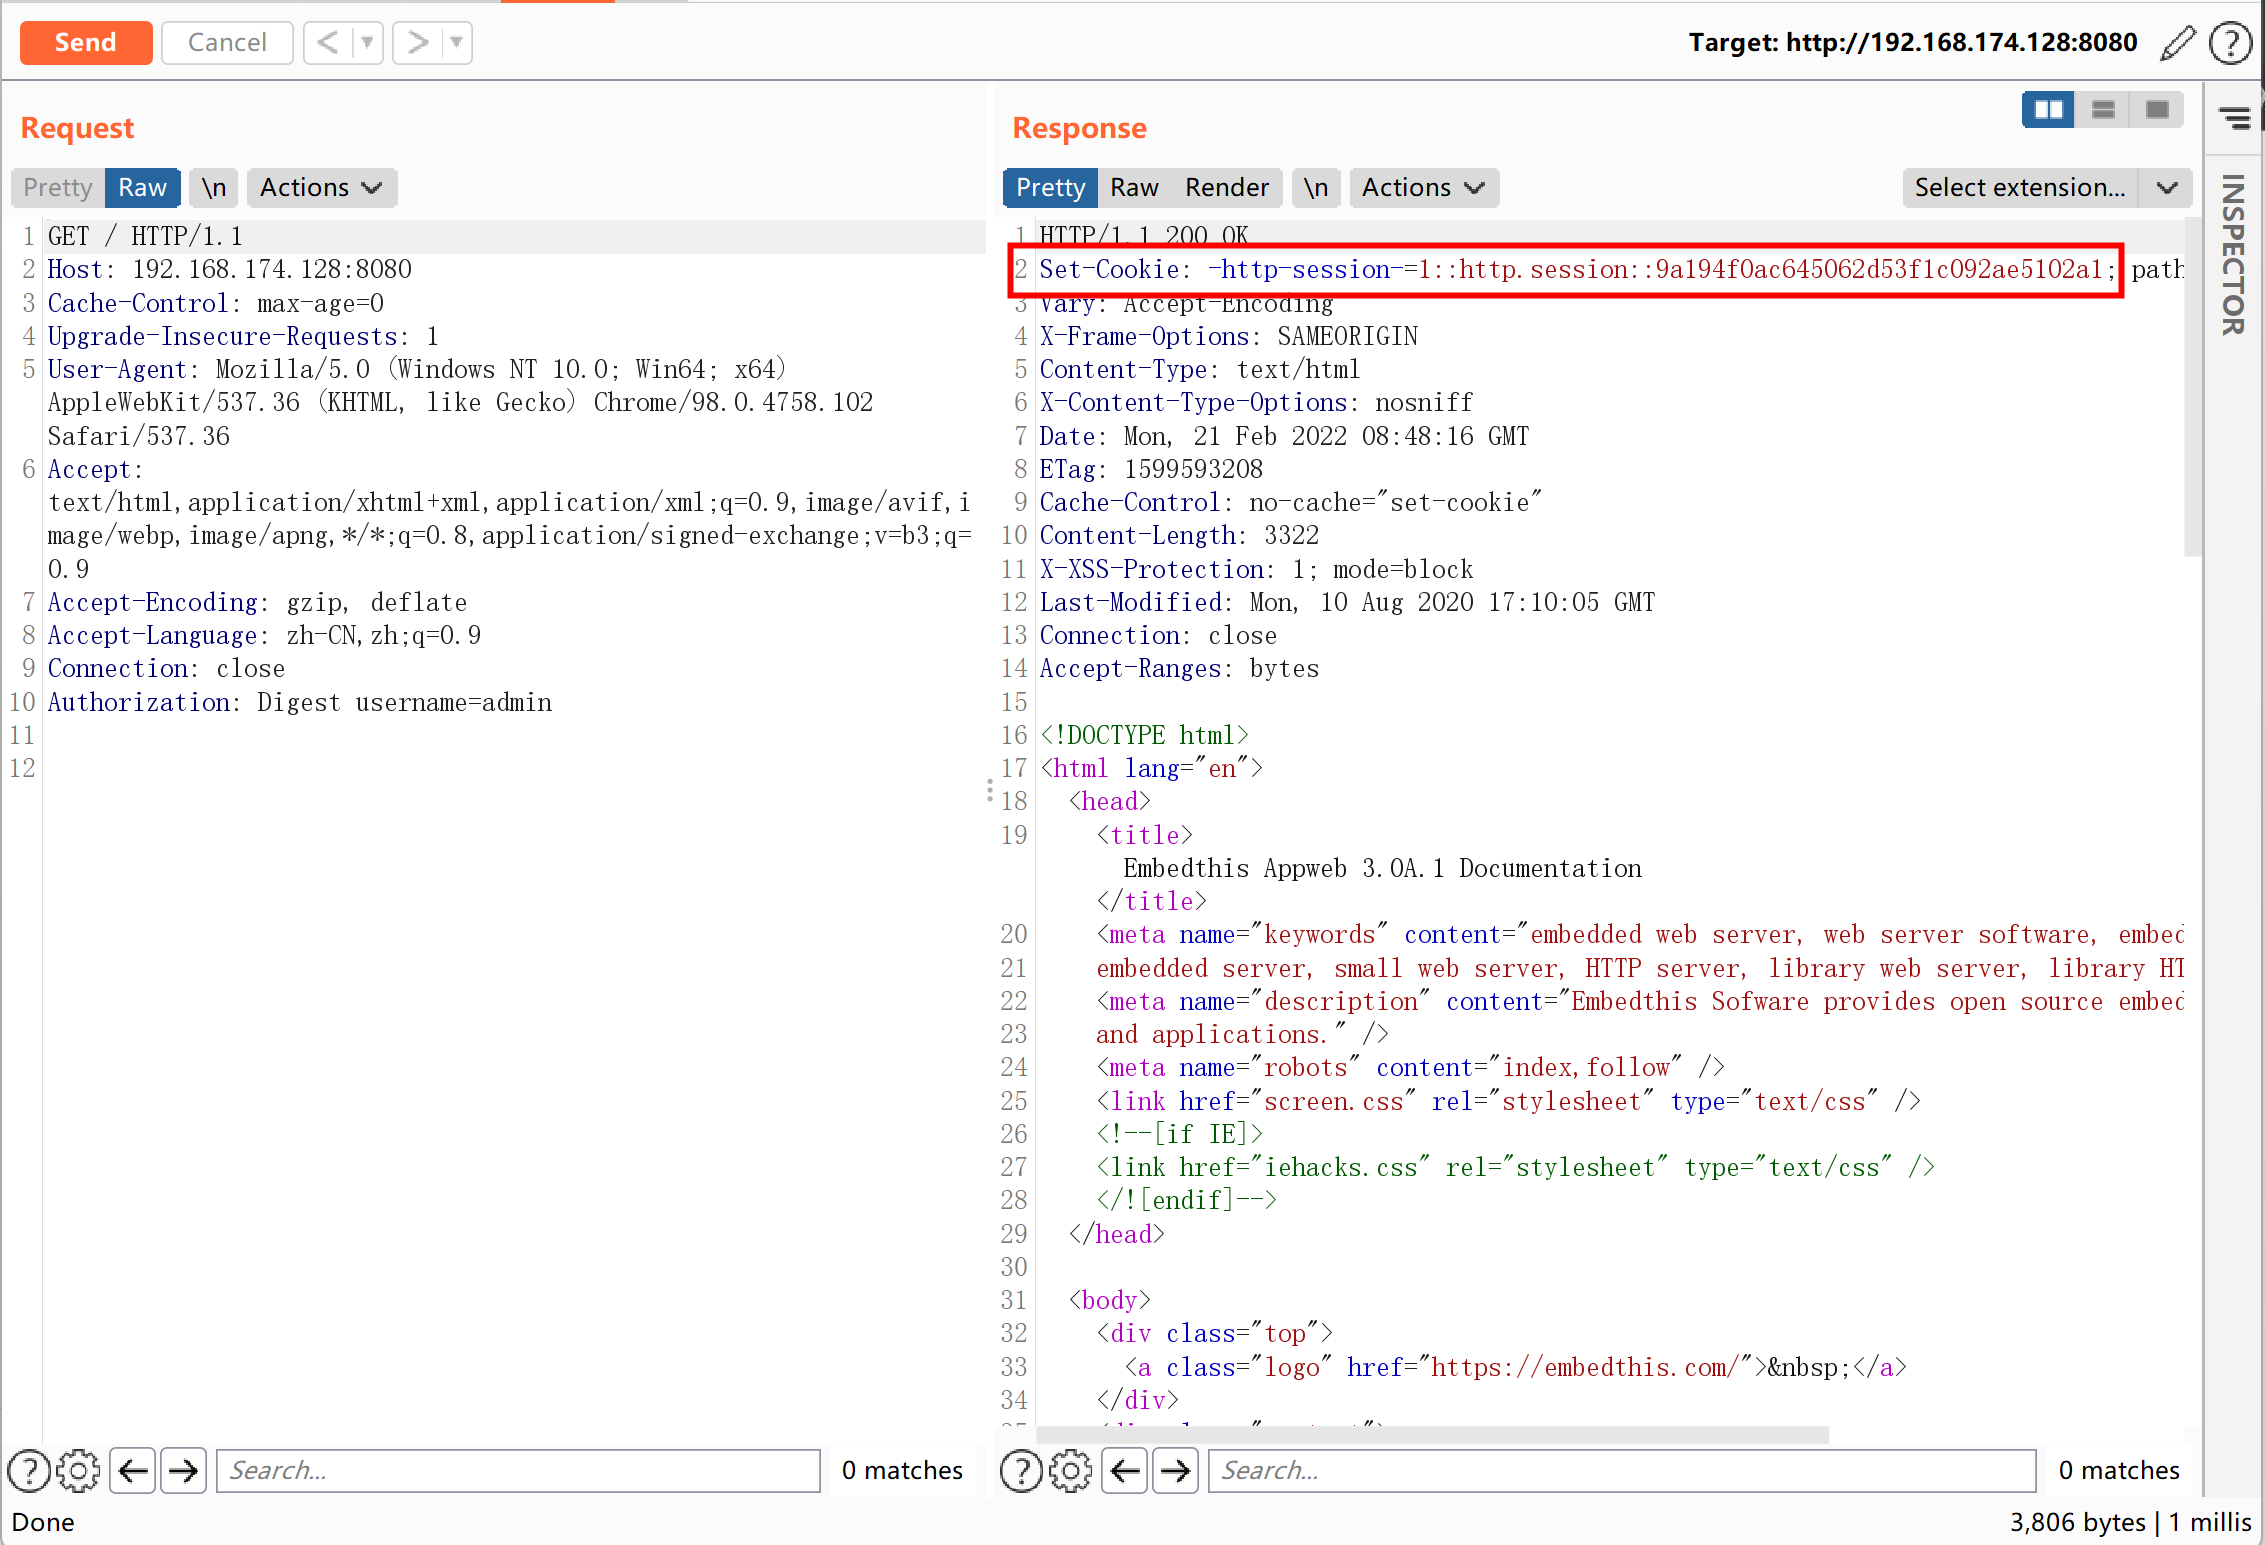 Send Cancel < > Target: http://192.168.174.128:8080 ?
Request
Pretty Raw \n Actions
1 GET / HTTP/1.1
2 Host: 192.168.174.128:8080
3 Cache-Control: max-age=0
4 Upgrade-Insecure-Requests: 1
5 User-Agent: Mozilla/5.0 (Windows NT 10.0; Win64; x64)
AppleWebKit/537.36 (KHTML, like Gecko) Chrome/98.0.4758.102
Safari/537.36
6 Accept:
text/html,application/xhtml+xml,application/xml;q=0.9,image/avif,i
mage/webp,image/apng,*/*;q=0.8,application/signed-exchange;v=b3;q=
0.9
7 Accept-Encoding: gzip, deflate
8 Accept-Language: zh-CN,zh;q=0.9
9 Connection: close
10 Authorization: Digest username=admin
11
12
? Search... 0 matches
Response
Pretty Raw Render \n Actions Select extension...
1 HTTP/1.1 200 OK
2 Set-Cookie: -http-session-=1::http.session::9a194f0ac645062d53f1c092ae5102a1; path
3 Vary: Accept-Encoding
4 X-Frame-Options: SAMEORIGIN
5 Content-Type: text/html
6 X-Content-Type-Options: nosniff
7 Date: Mon, 21 Feb 2022 08:48:16 GMT
8 ETag: 1599593208
9 Cache-Control: no-cache="set-cookie"
10 Content-Length: 3322
11 X-XSS-Protection: 1; mode=block
12 Last-Modified: Mon, 10 Aug 2020 17:10:05 GMT
13 Connection: close
14 Accept-Ranges: bytes
15
16 <!DOCTYPE html>
17 <html lang="en">
18 <head>
19 <title>
Embedthis Appweb 3.0A.1 Documentation
</title>
20 <meta name="keywords" content="embedded web server, web server software, embed
21 embedded server, small web server, HTTP server, library web server, library HT
22 <meta name="description" content="Embedthis Sofware provides open source embed
23 and applications." />
24 <meta name="robots" content="index,follow" />
25 <link href="screen.css" rel="stylesheet" type="text/css" />
26 <!--[if IE]>
27 <link href="iehacks.css" rel="stylesheet" type="text/css" />
28 </![endif]-->
29 </head>
30
31 <body>
32 <div class="top">
33 <a class="logo" href="https://embedthis.com/">&nbsp;</a>
34 </div>
? Search... 0 matches
INSPECTOR
Done 3,806 bytes | 1 millis